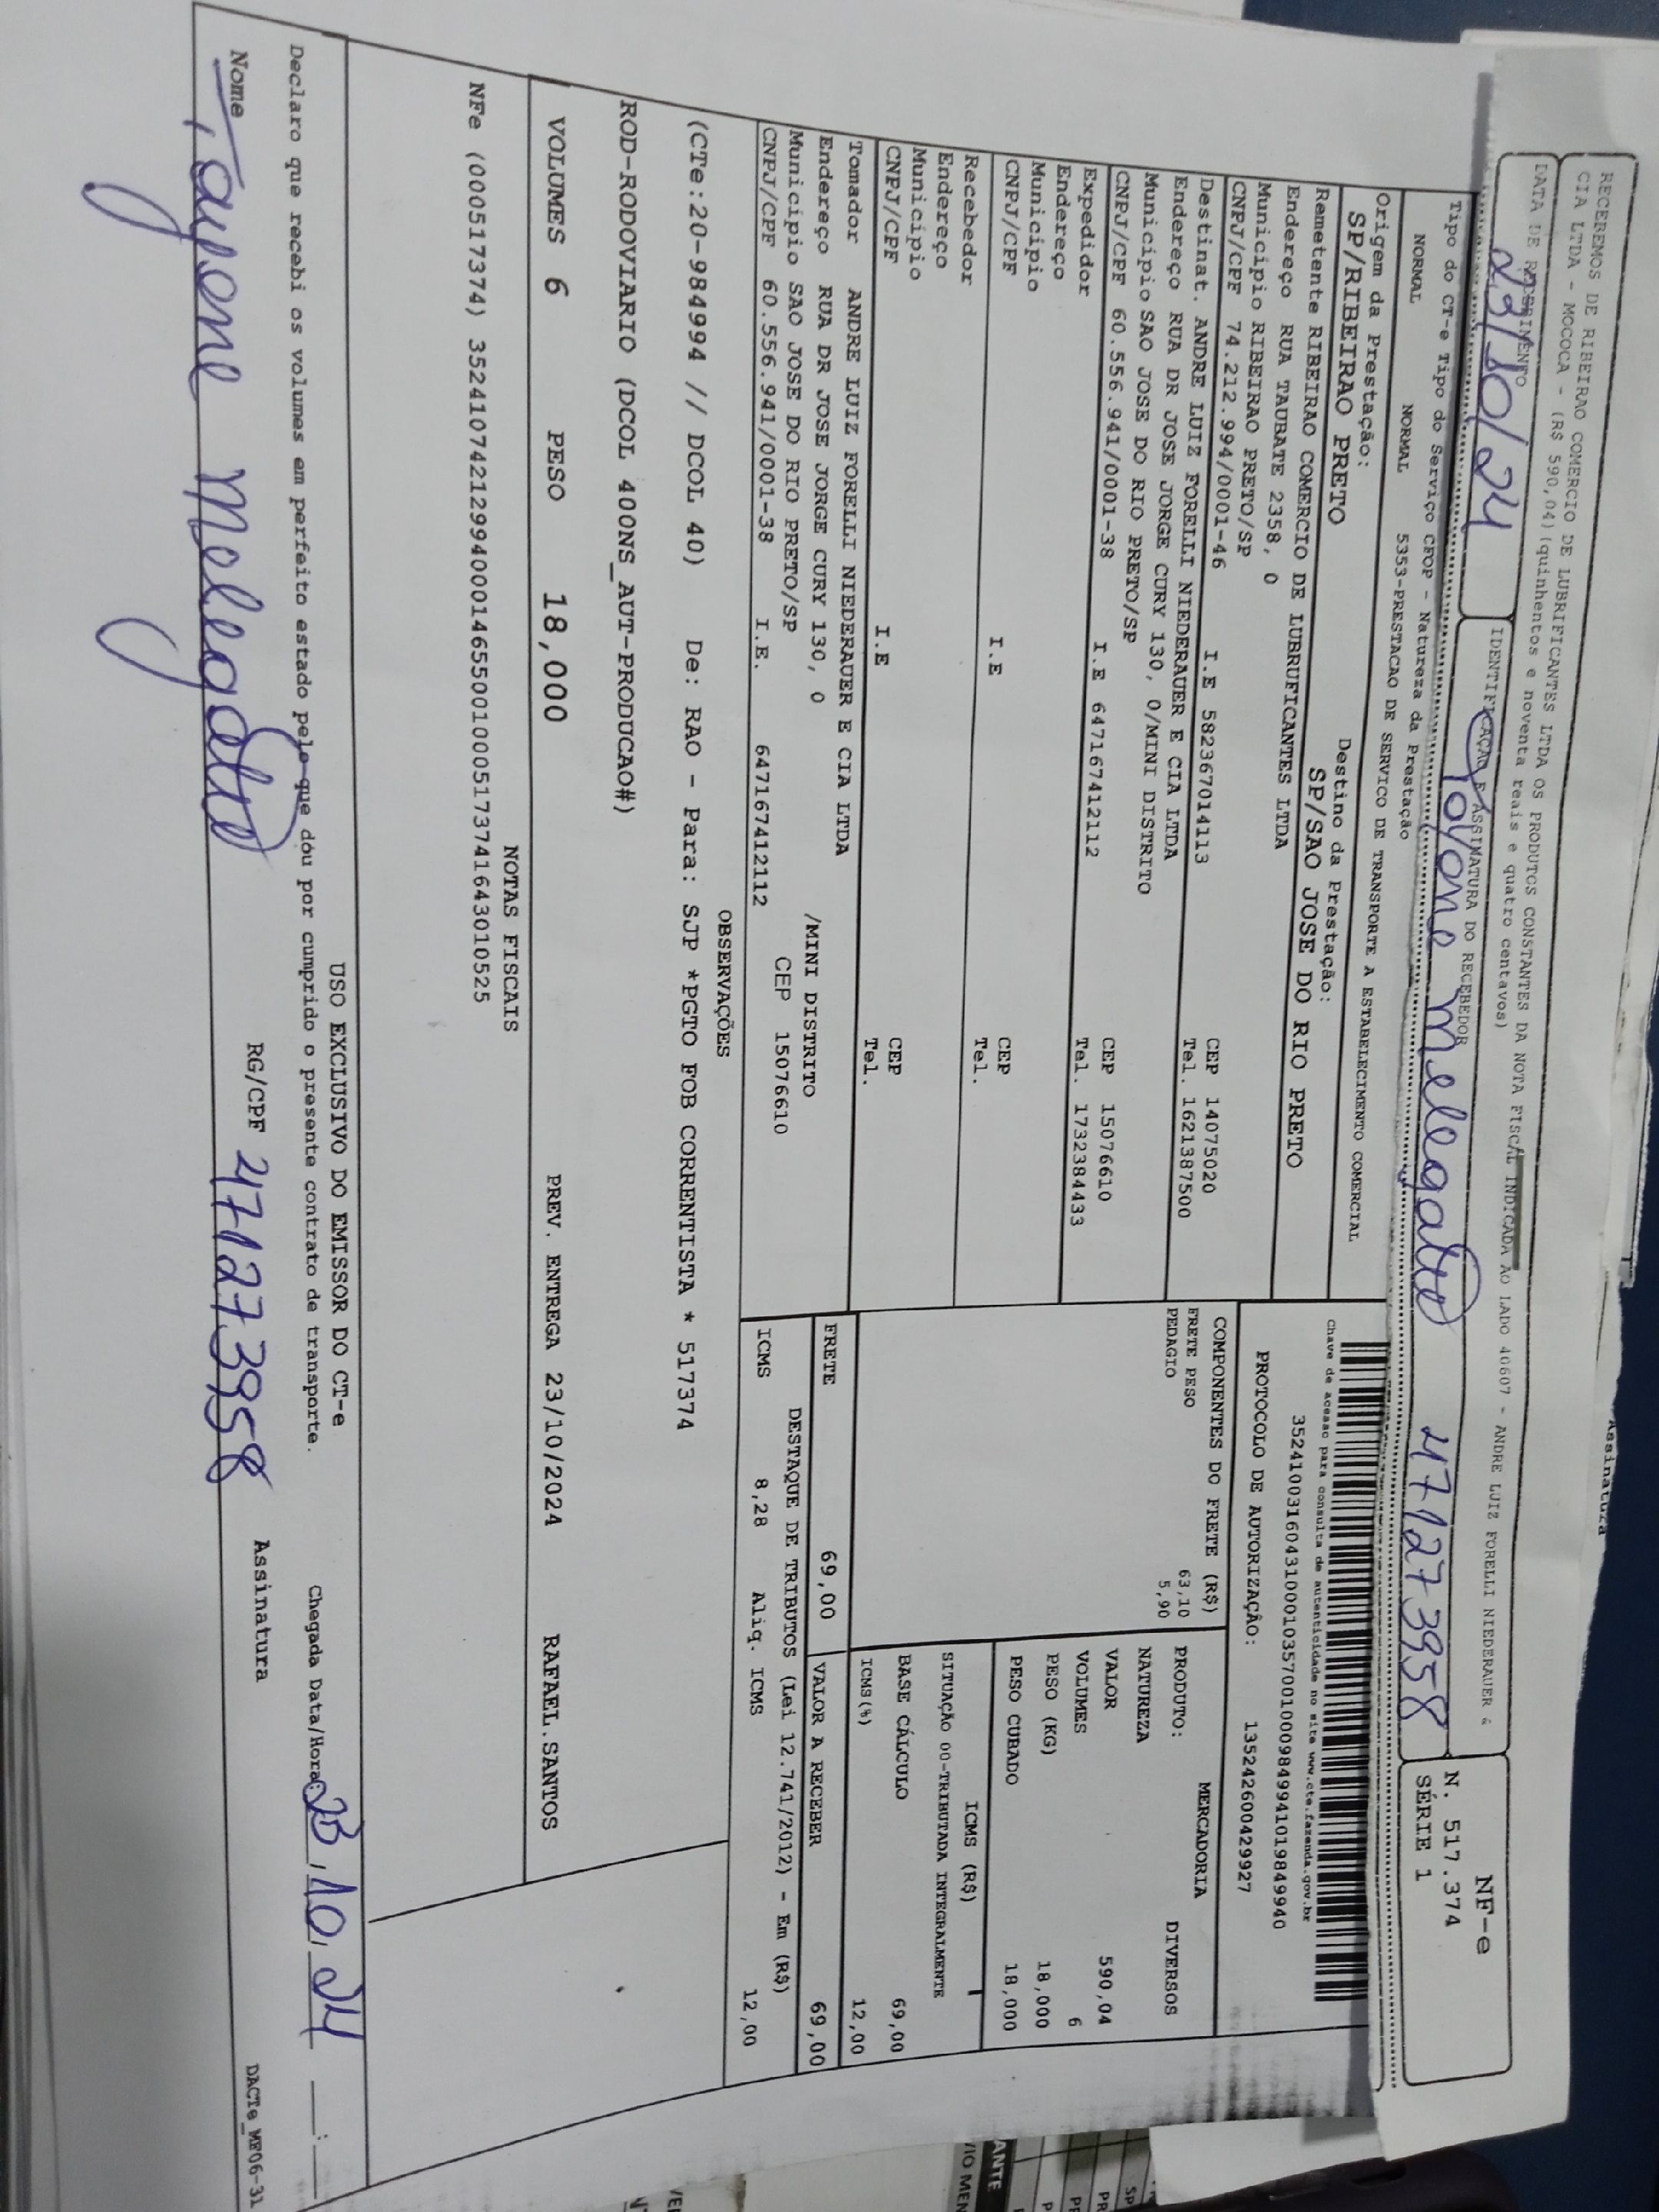 Assinatura
RECEBEMOS DE RIBEIRAO COMERCIO DE LUBRIFICANTES LTDA OS PRODUTOS CONSTANTES DA NOTA FISCAL INDICADA AO LADO 40607 - ANDRE LUIZ FORELLI NIEDERAUER &
CIA LTDA - MOCOCA - (R$ 590,04) (quinhentos e noventa reais e quatro centavos)
DATA DE RECEBIMENTO
23/10/24
IDENTIFICAÇÃO E ASSINATURA DO RECEBEDOR
Tayone Melegatto 471273958
NF-e
N. 517.374
SÉRIE 1
Tipo do CT-e Tipo do Serviço CFOP - Natureza da Prestação
NORMAL NORMAL 5353-PRESTACAO DE SERVICO DE TRANSPORTE A ESTABELECIMENTO COMERCIAL
Origem da Prestação: Destino da Prestação:
SP/RIBEIRAO PRETO SP/SAO JOSE DO RIO PRETO
Chave de acesso para consulta de autenticidade no site www.cte.fazenda.gov.br
35241003160431000103570010009849941019849940
PROTOCOLO DE AUTORIZAÇÃO: 135242600429927
Remetente RIBEIRAO COMERCIO DE LUBRUFICANTES LTDA
Endereço RUA TAUBATE 2358, 0
Municipio RIBEIRAO PRETO/SP CEP 14075020
CNPJ/CPF 74.212.994/0001-46 I.E 582367014113 Tel. 1621387500
Destinat. ANDRE LUIZ FORELLI NIEDERAUER E CIA LTDA
Endereço RUA DR JOSE JORGE CURY 130, 0/MINI DISTRITO
Municipio SAO JOSE DO RIO PRETO/SP CEP 15076610
CNPJ/CPF 60.556.941/0001-38 I.E 647167412112 Tel. 1732384433
Expedidor
Endereço
Municipio CEP
CNPJ/CPF I.E Tel.
Recebedor
Endereço
Municipio CEP
CNPJ/CPF I.E Tel.
COMPONENTES DO FRETE (R$)
FRETE PESO 63,10
PEDAGIO 5,90
MERCADORIA
PRODUTO: DIVERSOS
NATUREZA
VALOR 590,04
VOLUMES 6
PESO (KG) 18,000
PESO CUBADO 18,000
ICMS (R$)
SITUAÇÃO 00-TRIBUTADA INTEGRALMENTE
BASE CÁLCULO 69,00
ICMS(%) 12,00
Tomador ANDRE LUIZ FORELLI NIEDERAUER E CIA LTDA
Endereço RUA DR JOSE JORGE CURY 130, 0 /MINI DISTRITO
Municipio SAO JOSE DO RIO PRETO/SP CEP 15076610
CNPJ/CPF 60.556.941/0001-38 I.E. 647167412112
FRETE 69,00 VALOR A RECEBER 69,00
DESTAQUE DE TRIBUTOS (Lei 12.741/2012) - Em (R$)
ICMS 8,28 Aliq. ICMS 12,00
OBSERVAÇÕES
(CTe:20-984994 // DCOL 40) De: RAO - Para: SJP *PGTO FOB CORRENTISTA * 517374
ROD-RODOVIARIO (DCOL 400NS_AUT-PRODUCAO#)
VOLUMES 6 PESO 18,000 PREV. ENTREGA 23/10/2024 RAFAEL.SANTOS
NOTAS FISCAIS
NFe (000517374) 35241074212994000146550010005173741643010525
USO EXCLUSIVO DO EMISSOR DO CT-e
Declaro que recebi os volumes em perfeito estado pelo que dou por cumprido o presente contrato de transporte. Chegada Data/Hora: 23/10/24 __:__
Nome Tayone Melegatto RG/CPF 471273958 Assinatura
DACTe_MF06-31